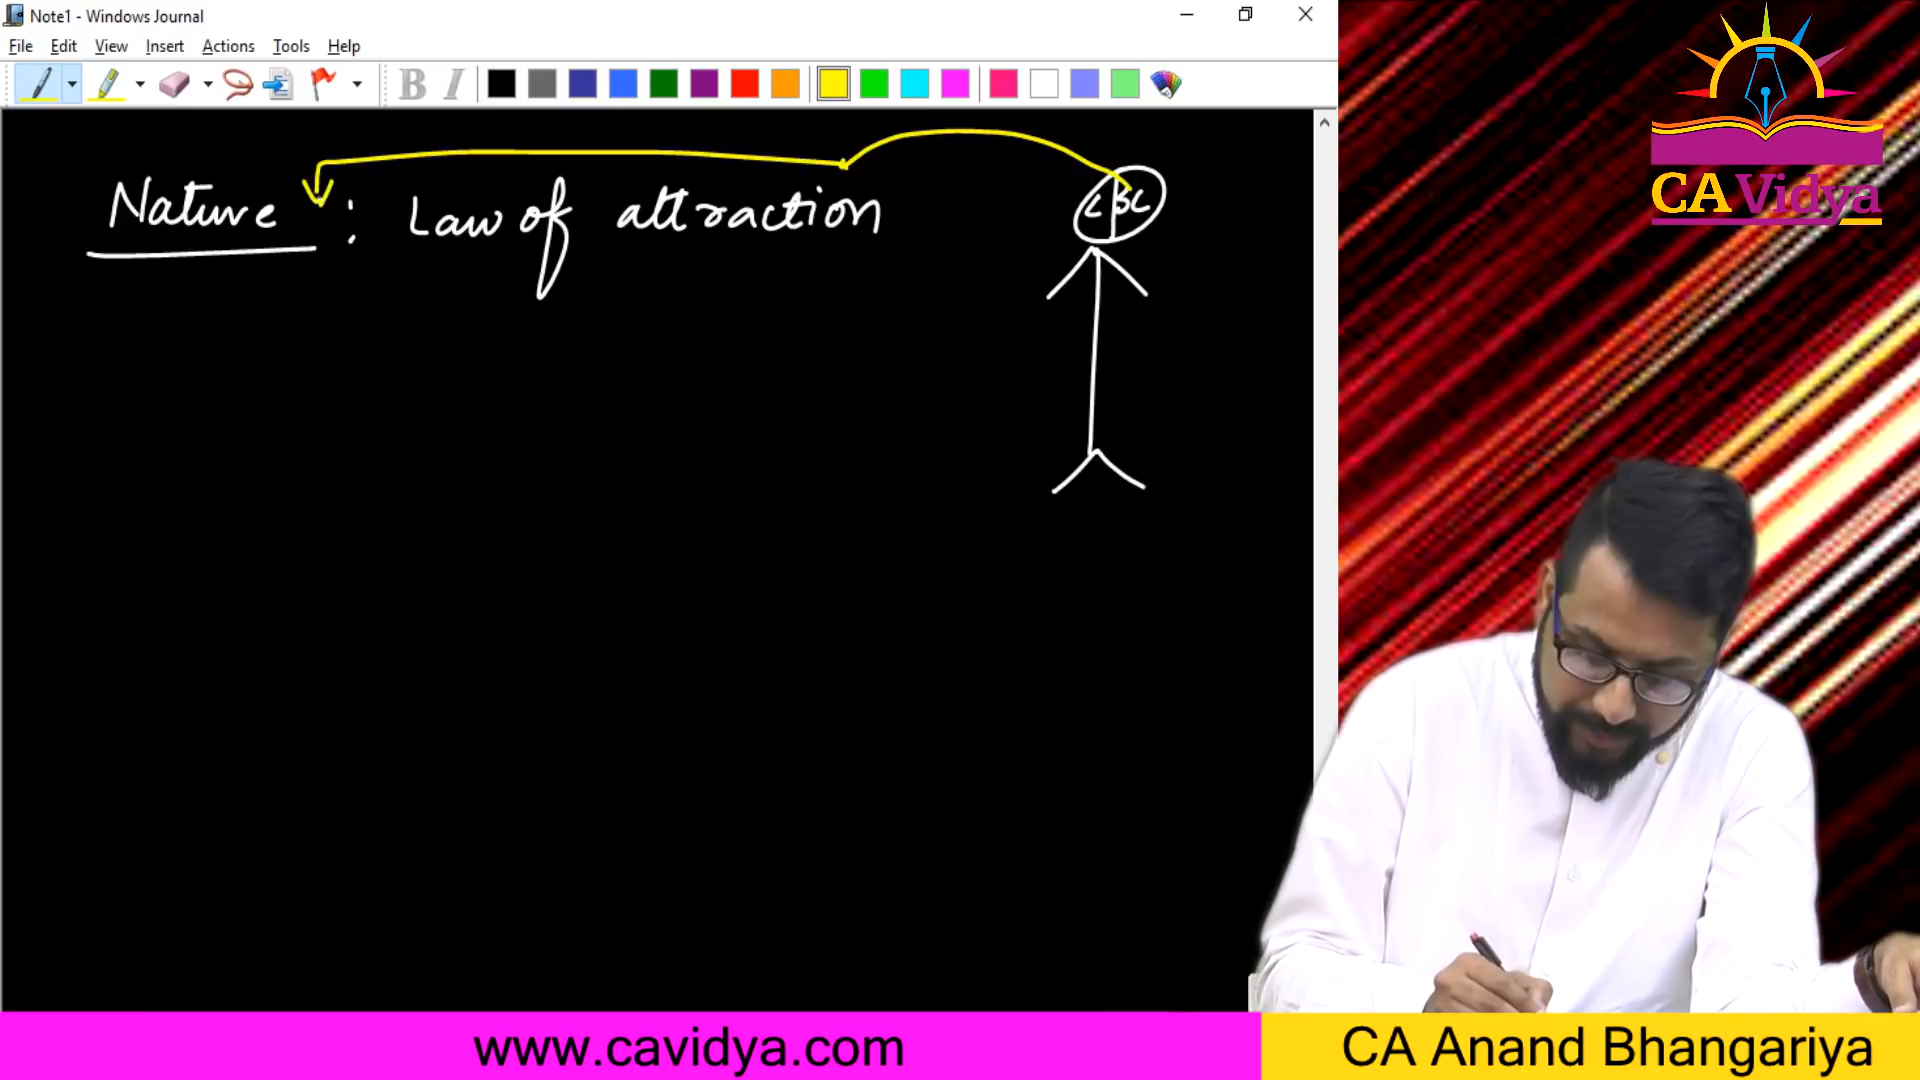 Note1 - Windows Journal
File Edit View Insert Actions Tools Help
B I
Nature : Law of attraction
C SC
CA Vidya
www.cavidya.com
CA Anand Bhangariya